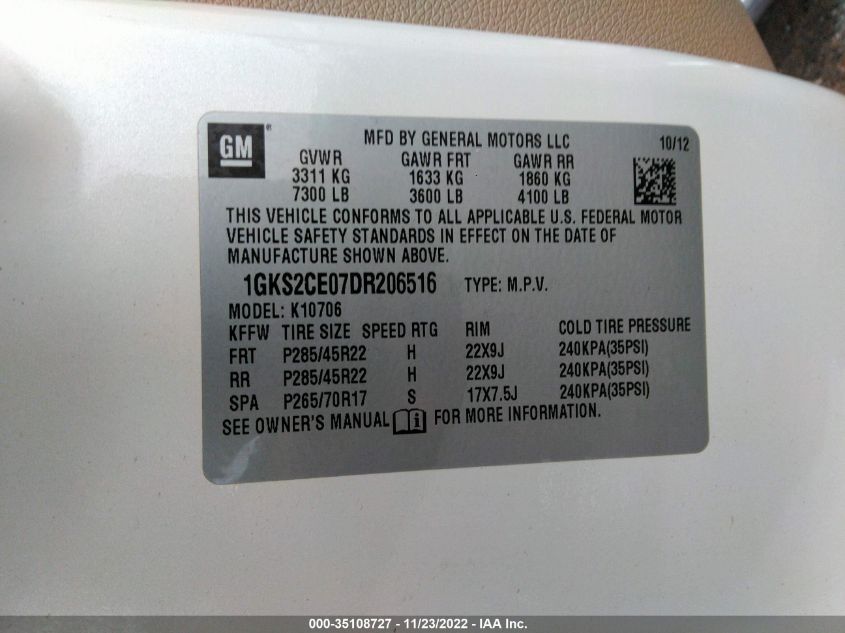 GM ®
MFD BY GENERAL MOTORS LLC 10/12
GVWR GAWR FRT GAWR RR
3311 KG 1633 KG 1860 KG
7300 LB 3600 LB 4100 LB
THIS VEHICLE CONFORMS TO ALL APPLICABLE U.S. FEDERAL MOTOR
VEHICLE SAFETY STANDARDS IN EFFECT ON THE DATE OF
MANUFACTURE SHOWN ABOVE.
1GKS2CE07DR206516 TYPE: M.P.V.
MODEL: K10706
KFFW TIRE SIZE SPEED RTG RIM COLD TIRE PRESSURE
FRT P285/45R22 H 22X9J 240KPA(35PSI)
RR P285/45R22 H 22X9J 240KPA(35PSI)
SPA P265/70R17 S 17X7.5J 240KPA(35PSI)
SEE OWNER'S MANUAL i FOR MORE INFORMATION.
000-35108727 - 11/23/2022 - IAA Inc.